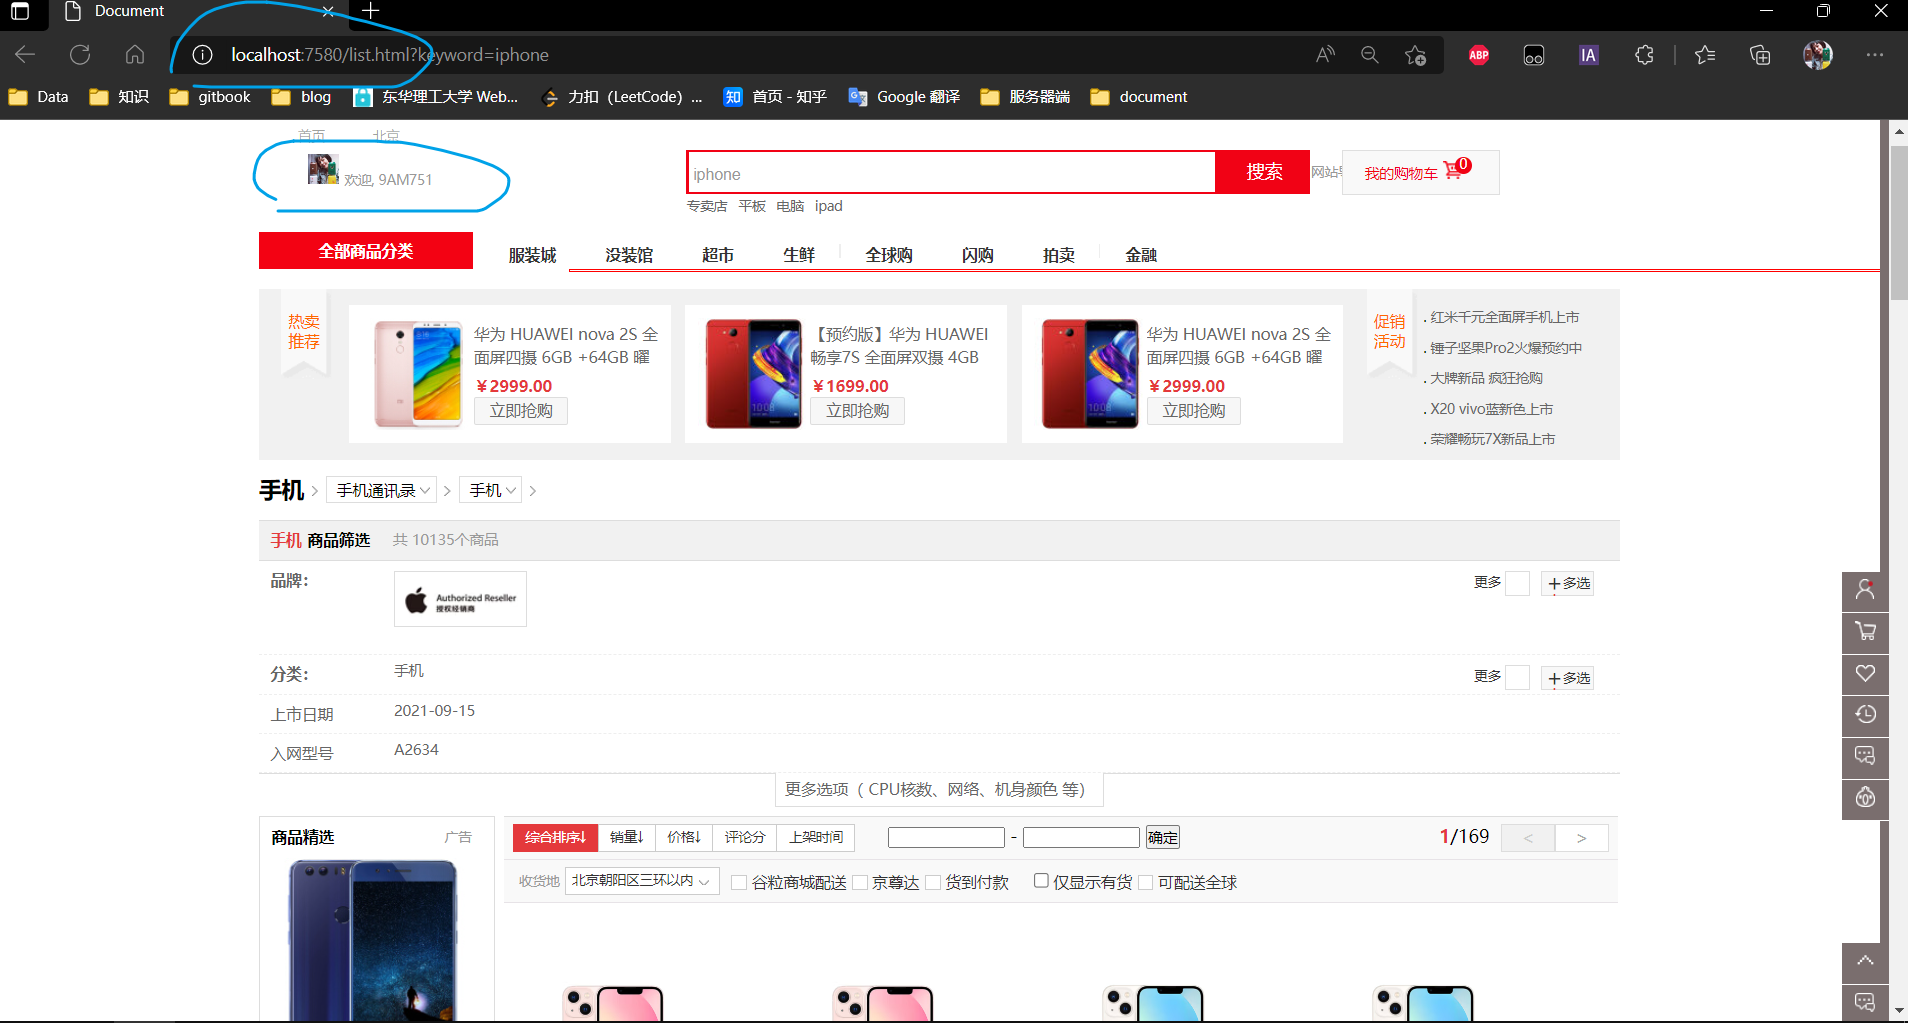 Document
localhost:7580/list.html?keyword=iphone
Data 知识 gitbook blog 东华理工大学 Web... 力扣（LeetCode）... 首页 - 知乎 Google 翻译 服务器端 document
首页 北京
欢迎, 9AM751
iphone 搜索
我的购物车 0
专卖店 平板 电脑 ipad
全部商品分类 服装城 没装馆 超市 生鲜 全球购 闪购 拍卖 金融
热卖
推荐
华为 HUAWEI nova 2S 全
面屏四摄 6GB +64GB 曜
￥2999.00
立即抢购
【预约版】华为 HUAWEI
畅享7S 全面屏双摄 4GB
￥1699.00
立即抢购
华为 HUAWEI nova 2S 全
面屏四摄 6GB +64GB 曜
￥2999.00
立即抢购
促销
活动
. 红米千元全面屏手机上市
. 锤子坚果Pro2火爆预约中
. 大牌新品 疯狂抢购
. X20 vivo蓝新色上市
. 荣耀畅玩7X新品上市
手机 > 手机通讯录 > 手机 >
手机 商品筛选 共 10135个商品
品牌：
Authorized Reseller
授权经销商
更多 +多选
分类： 手机 更多 +多选
上市日期 2021-09-15
入网型号 A2634
更多选项（ CPU核数、网络、机身颜色 等）
商品精选 广告
综合排序↓ 销量↓ 价格↓ 评论分 上架时间 - 确定 1/169 < >
收货地 北京朝阳区三环以内 谷粒商城配送 京尊达 货到付款 仅显示有货 可配送全球